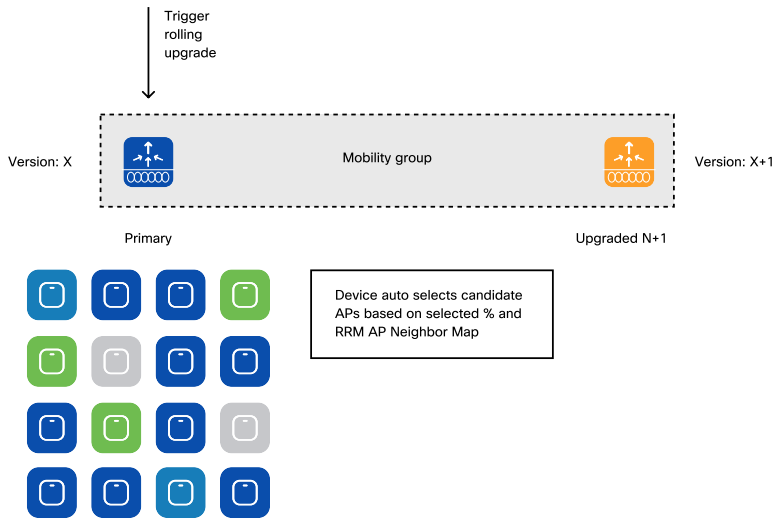 Trigger
rolling
upgrade
Version: X
Mobility group
Version: X+1
Primary
Upgraded N+1
Device auto selects candidate
APs based on selected % and
RRM AP Neighbor Map